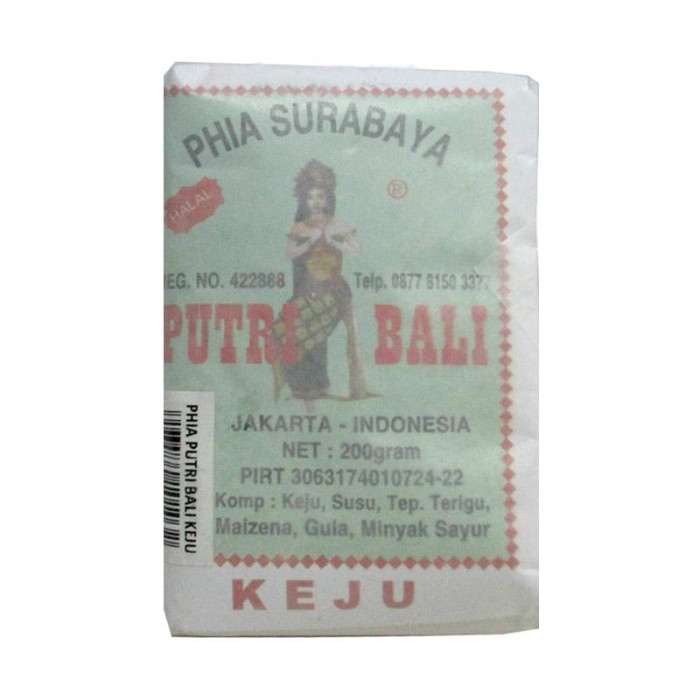 PHIA SURABAYA
HALAL
®
EG. NO. 422888
Telp. 0877 8150 3377
PUTRI BALI
JAKARTA - INDONESIA
NET : 200gram
PIRT 3063174010724-22
Komp : Keju, Susu, Tep. Terigu,
Maizena, Gula, Minyak Sayur
KEJU
PHIA PUTRI BALI KEJU